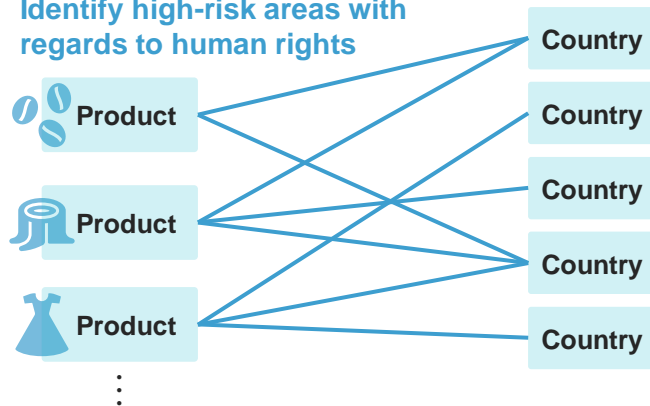 Identify high-risk areas with
regards to human rights
Product
Product
Product
⋮
Country
Country
Country
Country
Country